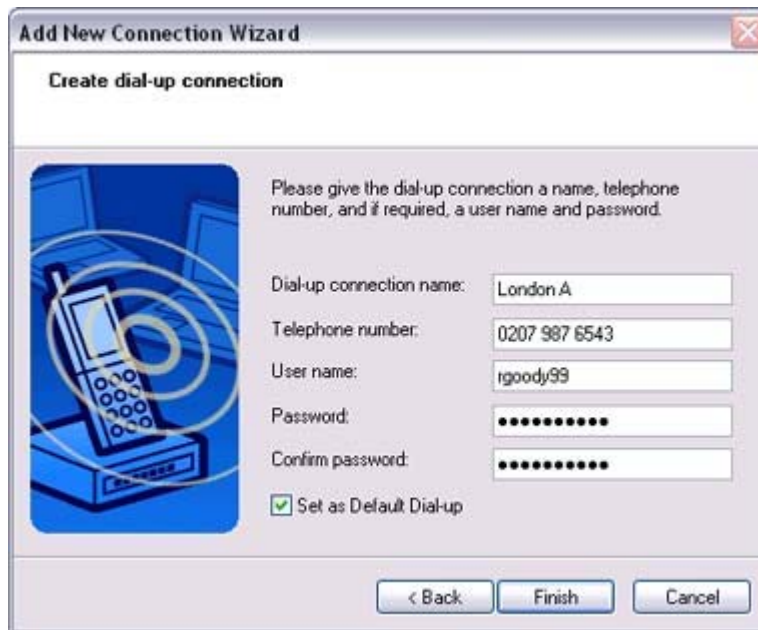 Add New Connection Wizard
Create dial-up connection
Please give the dial-up connection a name, telephone
number, and if required, a user name and password.
Dial-up connection name: London A
Telephone number: 0207 987 6543
User name: rgoody99
Password: ●●●●●●●●●●
Confirm password: ●●●●●●●●●●
Set as Default Dial-up
< Back Finish Cancel